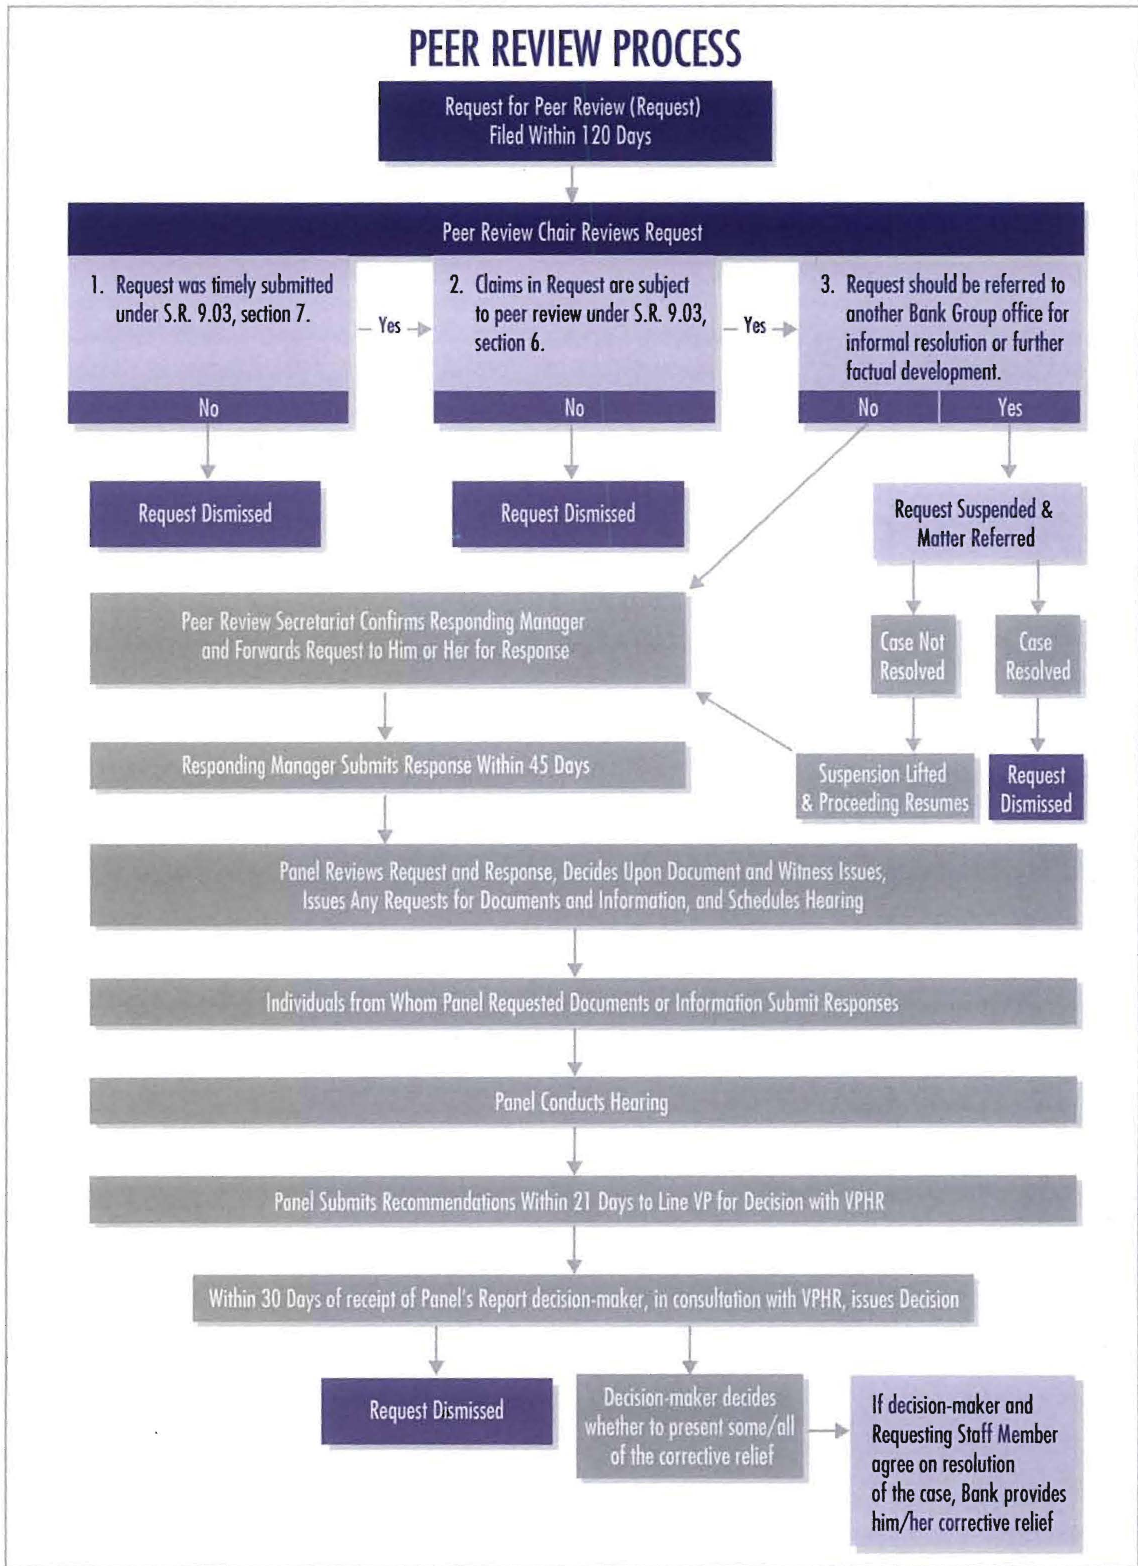 PEER REVIEW PROCESS
Request for Peer Review (Request)
Filed Within 120 Days
Peer Review Chair Reviews Request
1. Request was timely submitted
under S.R. 9.03, section 7.
No
Yes
2. Claims in Request are subject
to peer review under S.R. 9.03,
section 6.
No
Yes
3. Request should be referred to
another Bank Group office for
informal resolution or further
factual development.
No
Yes
Request Dismissed
Request Dismissed
Request Suspended &
Matter Referred
Case Not
Resolved
Case
Resolved
Suspension Lifted
& Proceeding Resumes
Request
Dismissed
Peer Review Secretariat Confirms Responding Manager
and Forwards Request to Him or Her for Response
Responding Manager Submits Response Within 45 Days
Panel Reviews Request and Response, Decides Upon Document and Witness Issues,
Issues Any Requests for Documents and Information, and Schedules Hearing
Individuals from Whom Panel Requested Documents or Information Submit Responses
Panel Conducts Hearing
Panel Submits Recommendations Within 21 Days to Line VP for Decision with VPHR
Within 30 Days of receipt of Panel's Report decision-maker, in consultation with VPHR, issues Decision
Request Dismissed
Decision-maker decides
whether to present some/all
of the corrective relief
If decision-maker and
Requesting Staff Member
agree on resolution
of the case, Bank provides
him/her corrective relief